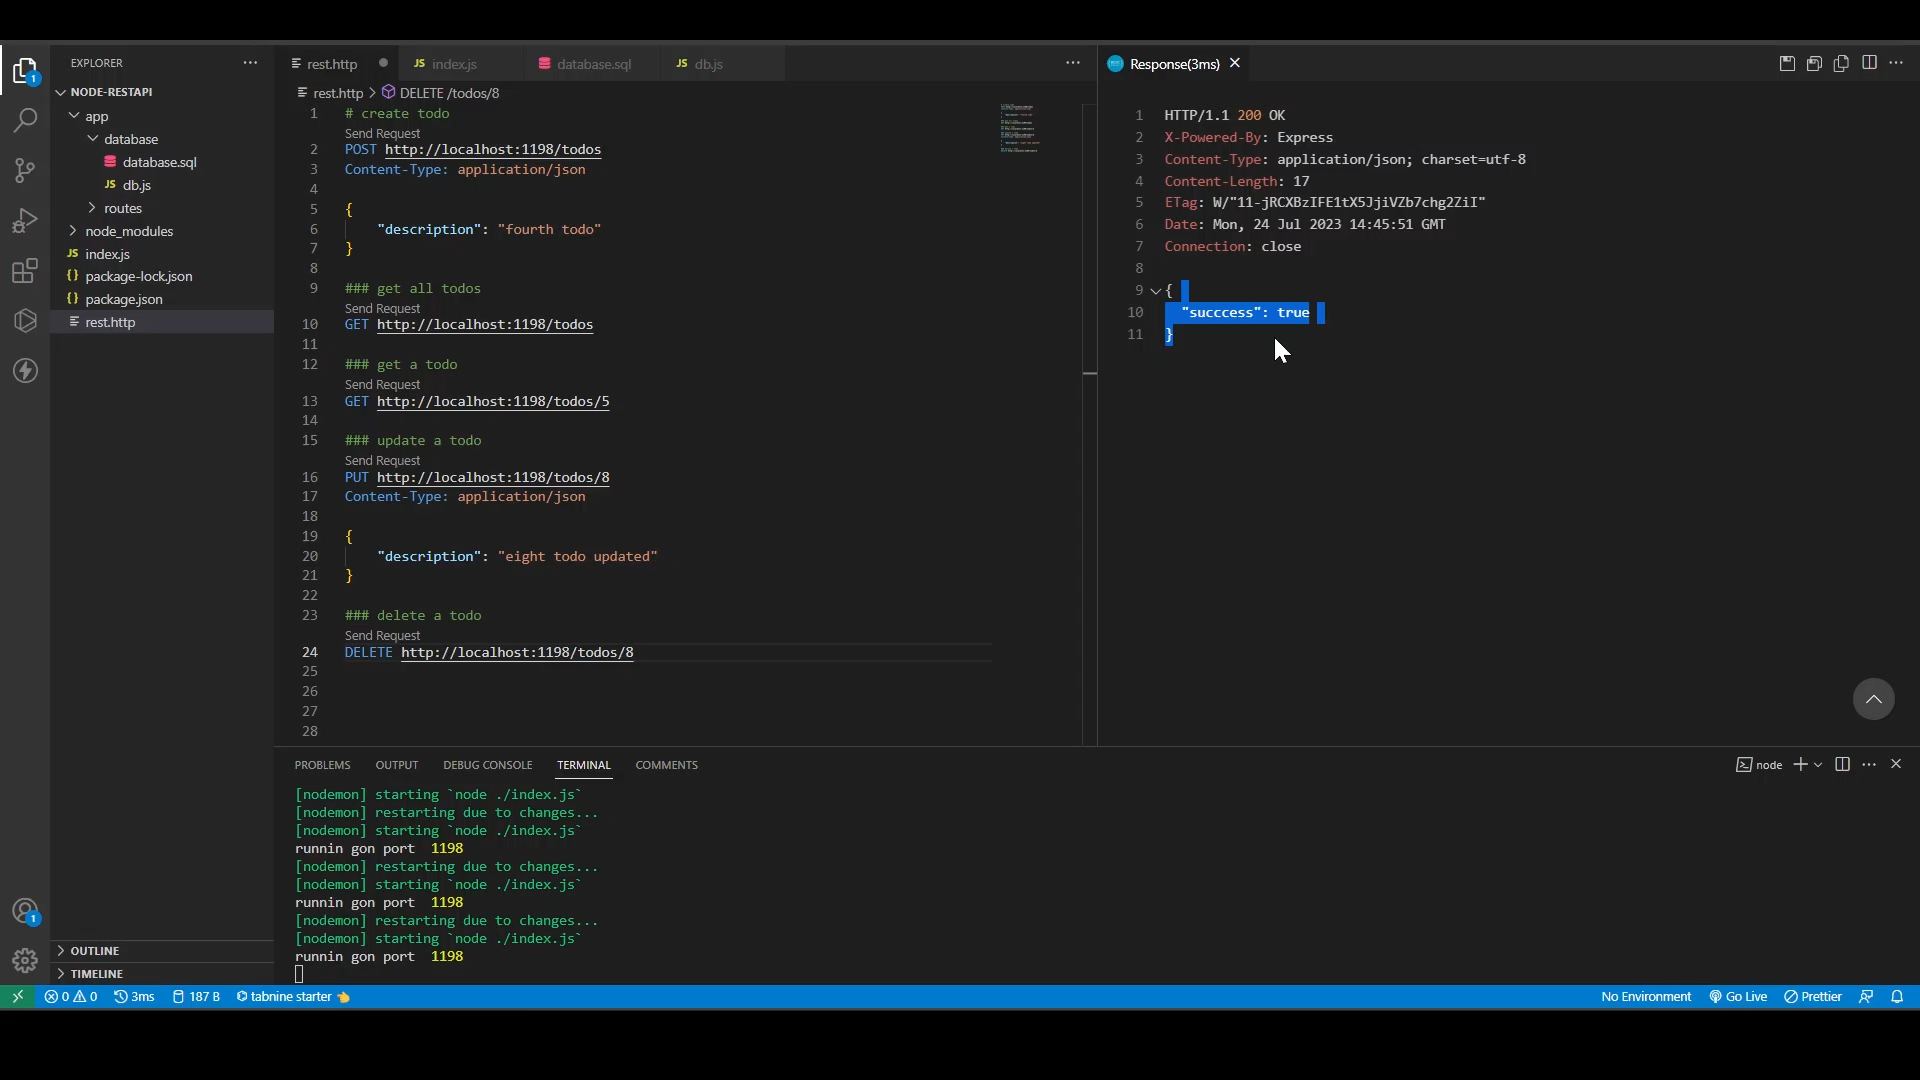 EXPLORER
NODE-RESTAPI
app
database
database.sql
JS db.js
routes
node_modules
JS index.js
{} package-lock.json
{} package.json
rest.http
OUTLINE
TIMELINE
1
1
rest.http
JS index.js
database.sql
JS db.js
rest.http > DELETE /todos/8
1 # create todo
Send Request
2 POST http://localhost:1198/todos
3 Content-Type: application/json
4
5 {
6 "description": "fourth todo"
7 }
8
9 ### get all todos
Send Request
10 GET http://localhost:1198/todos
11
12 ### get a todo
Send Request
13 GET http://localhost:1198/todos/5
14
15 ### update a todo
Send Request
16 PUT http://localhost:1198/todos/8
17 Content-Type: application/json
18
19 {
20 "description": "eight todo updated"
21 }
22
23 ### delete a todo
Send Request
24 DELETE http://localhost:1198/todos/8
25
26
27
28
Response(3ms)
1 HTTP/1.1 200 OK
2 X-Powered-By: Express
3 Content-Type: application/json; charset=utf-8
4 Content-Length: 17
5 ETag: W/"11-jRCXBzIFE1tX5JjiVZb7chg2ZiI"
6 Date: Mon, 24 Jul 2023 14:45:51 GMT
7 Connection: close
8
9 {
10 "succcess": true
11 }
PROBLEMS OUTPUT DEBUG CONSOLE TERMINAL COMMENTS
node
[nodemon] starting `node ./index.js`
[nodemon] restarting due to changes...
[nodemon] starting `node ./index.js`
runnin gon port 1198
[nodemon] restarting due to changes...
[nodemon] starting `node ./index.js`
runnin gon port 1198
[nodemon] restarting due to changes...
[nodemon] starting `node ./index.js`
runnin gon port 1198
0 0 3ms 187 B tabnine starter
No Environment Go Live Prettier